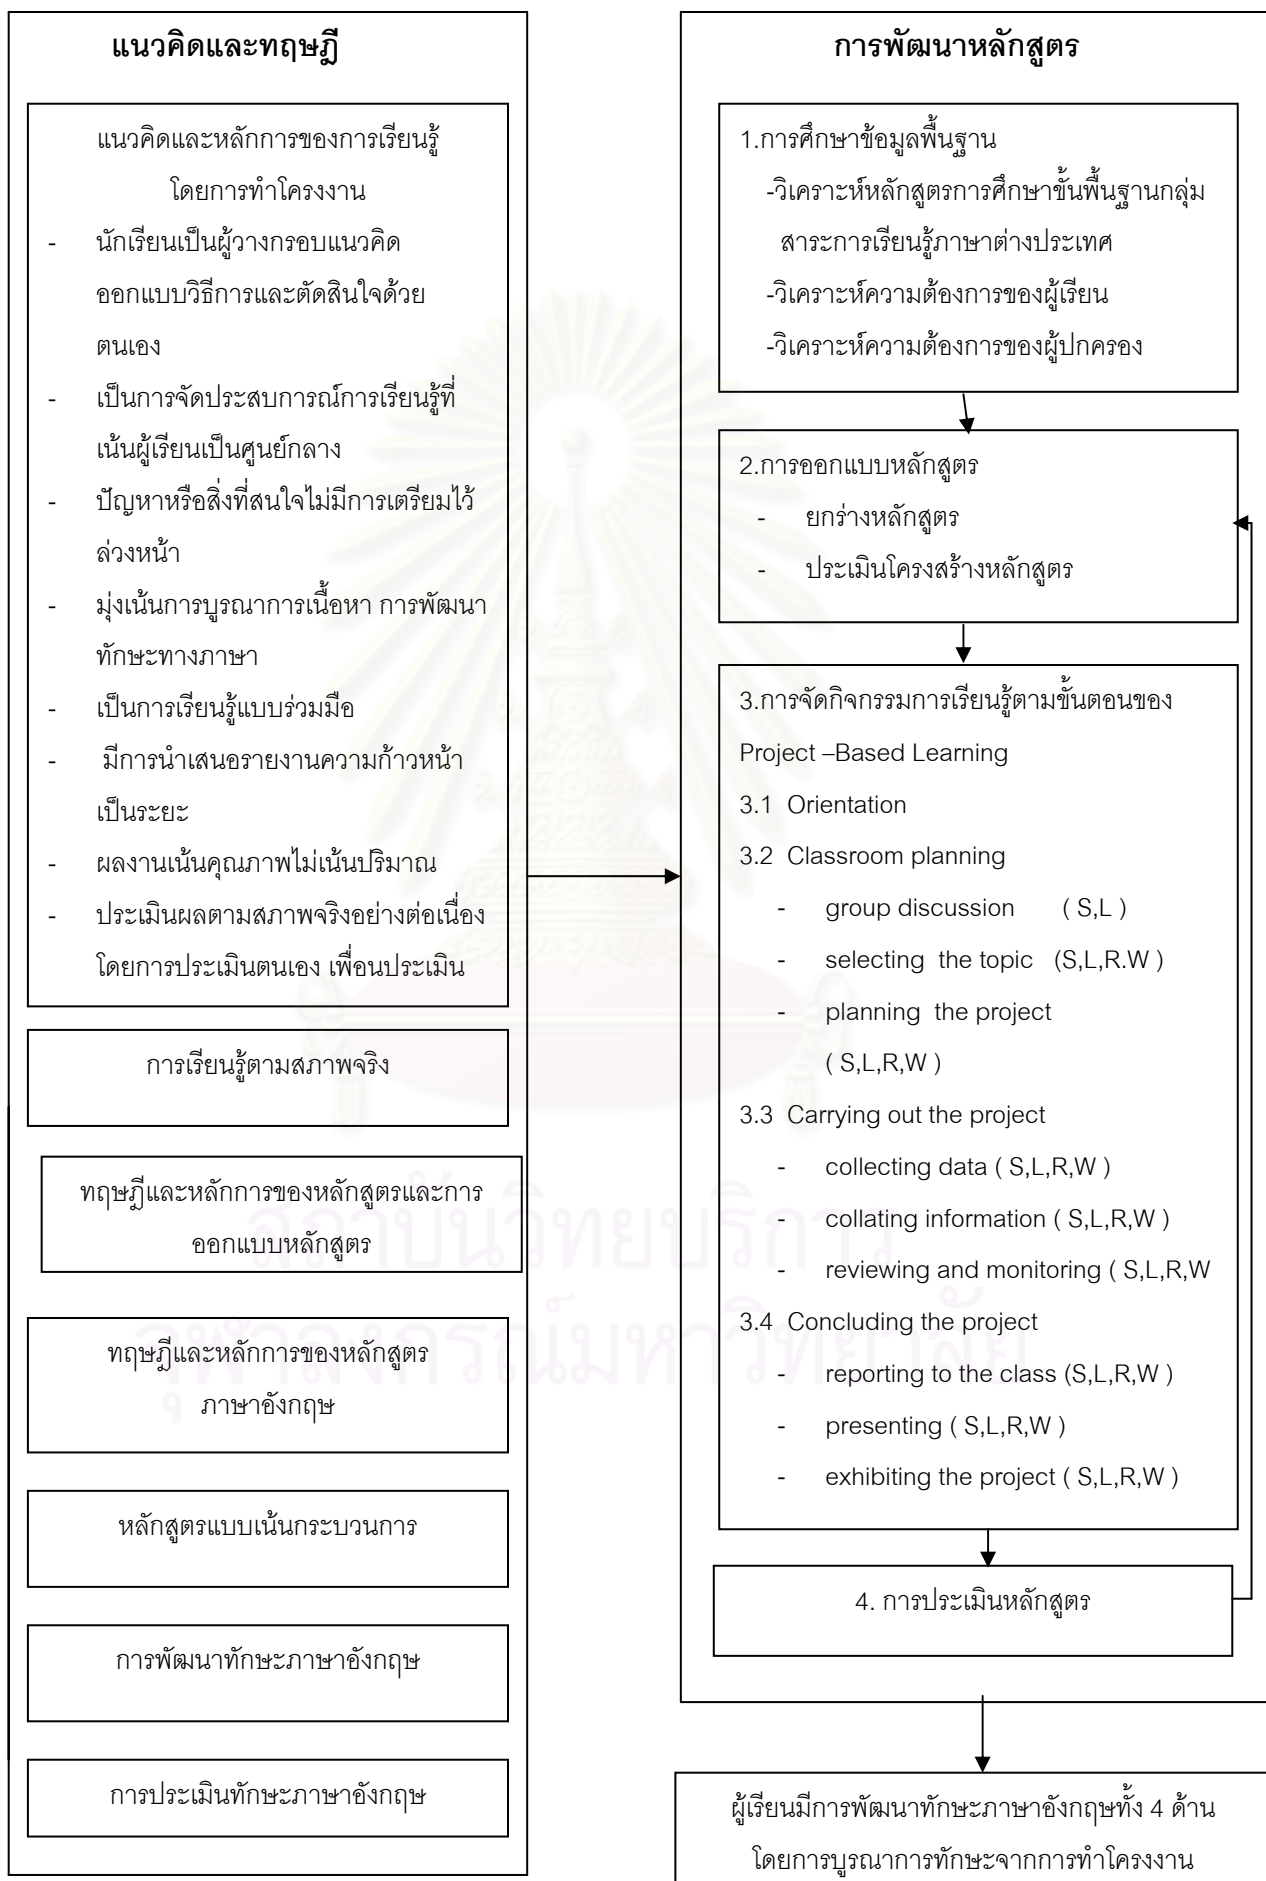 แนวคิดและทฤษฎี
แนวคิดและหลักการของการเรียนรู้
โดยการทำโครงงาน
- นักเรียนเป็นผู้วางกรอบแนวคิด
ออกแบบวิธีการและตัดสินใจด้วย
ตนเอง
- เป็นการจัดประสบการณ์การเรียนรู้ที่
เน้นผู้เรียนเป็นศูนย์กลาง
- ปัญหาหรือสิ่งที่สนใจไม่มีการเตรียมไว้
ล่วงหน้า
- มุ่งเน้นการบูรณาการเนื้อหา การพัฒนา
ทักษะทางภาษา
- เป็นการเรียนรู้แบบร่วมมือ
- มีการนำเสนอรายงานความก้าวหน้า
เป็นระยะ
- ผลงานเน้นคุณภาพไม่เน้นปริมาณ
- ประเมินผลตามสภาพจริงอย่างต่อเนื่อง
โดยการประเมินตนเอง เพื่อนประเมิน
การเรียนรู้ตามสภาพจริง
ทฤษฎีและหลักการของหลักสูตรและการ
ออกแบบหลักสูตร
ทฤษฎีและหลักการของหลักสูตร
ภาษาอังกฤษ
หลักสูตรแบบเน้นกระบวนการ
การพัฒนาทักษะภาษาอังกฤษ
การประเมินทักษะภาษาอังกฤษ
การพัฒนาหลักสูตร
1.การศึกษาข้อมูลพื้นฐาน
-วิเคราะห์หลักสูตรการศึกษาขั้นพื้นฐานกลุ่ม
สาระการเรียนรู้ภาษาต่างประเทศ
-วิเคราะห์ความต้องการของผู้เรียน
-วิเคราะห์ความต้องการของผู้ปกครอง
2.การออกแบบหลักสูตร
- ยกร่างหลักสูตร
- ประเมินโครงสร้างหลักสูตร
3.การจัดกิจกรรมการเรียนรู้ตามขั้นตอนของ
Project –Based Learning
3.1 Orientation
3.2 Classroom planning
- group discussion ( S,L )
- selecting the topic (S,L,R.W )
- planning the project
( S,L,R,W )
3.3 Carrying out the project
- collecting data ( S,L,R,W )
- collating information ( S,L,R,W )
- reviewing and monitoring ( S,L,R,W
3.4 Concluding the project
- reporting to the class (S,L,R,W )
- presenting ( S,L,R,W )
- exhibiting the project ( S,L,R,W )
4. การประเมินหลักสูตร
ผู้เรียนมีการพัฒนาทักษะภาษาอังกฤษทั้ง 4 ด้าน
โดยการบูรณาการทักษะจากการทำโครงงาน
สถาบันวิทยบริการ
จุฬาลงกรณ์มหาวิทยาลัย